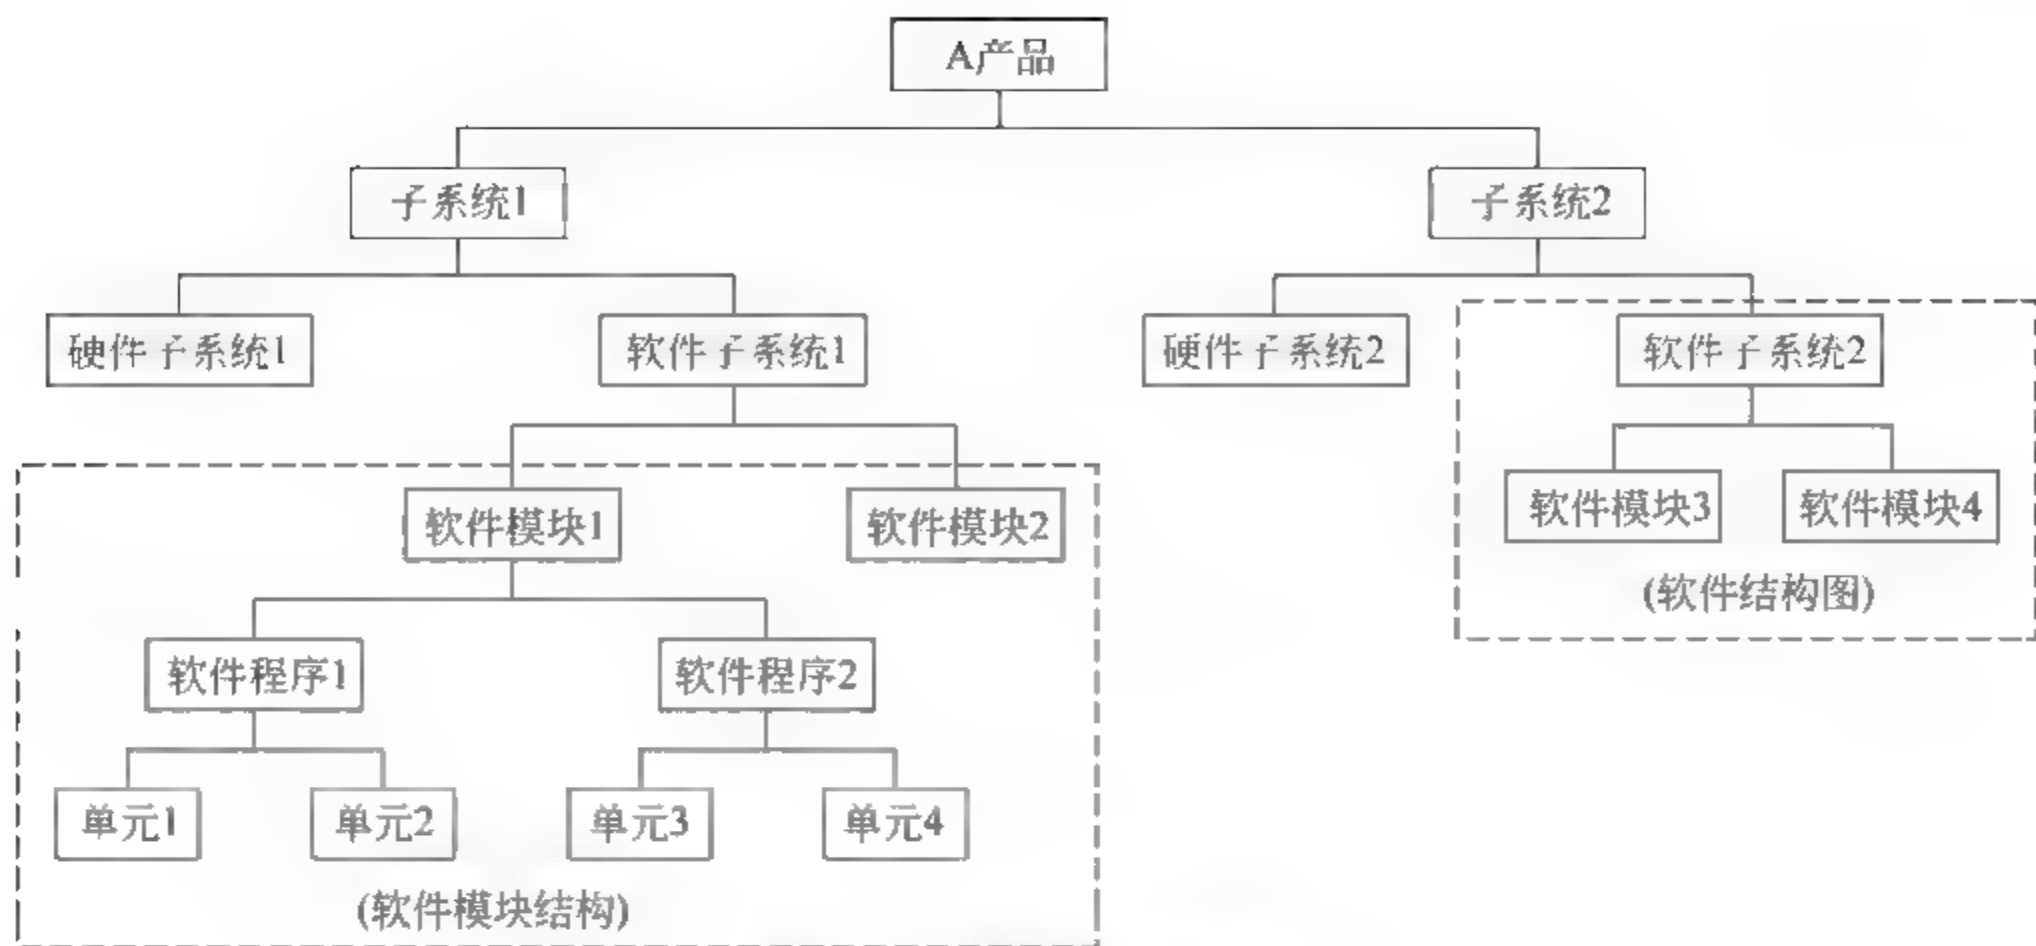 A产品
子系统1
子系统2
硬件子系统1
软件子系统1
硬件子系统2
软件子系统2
软件模块1
软件模块2
软件模块3
软件模块4
(软件结构图)
软件程序1
软件程序2
单元1
单元2
单元3
单元4
(软件模块结构)